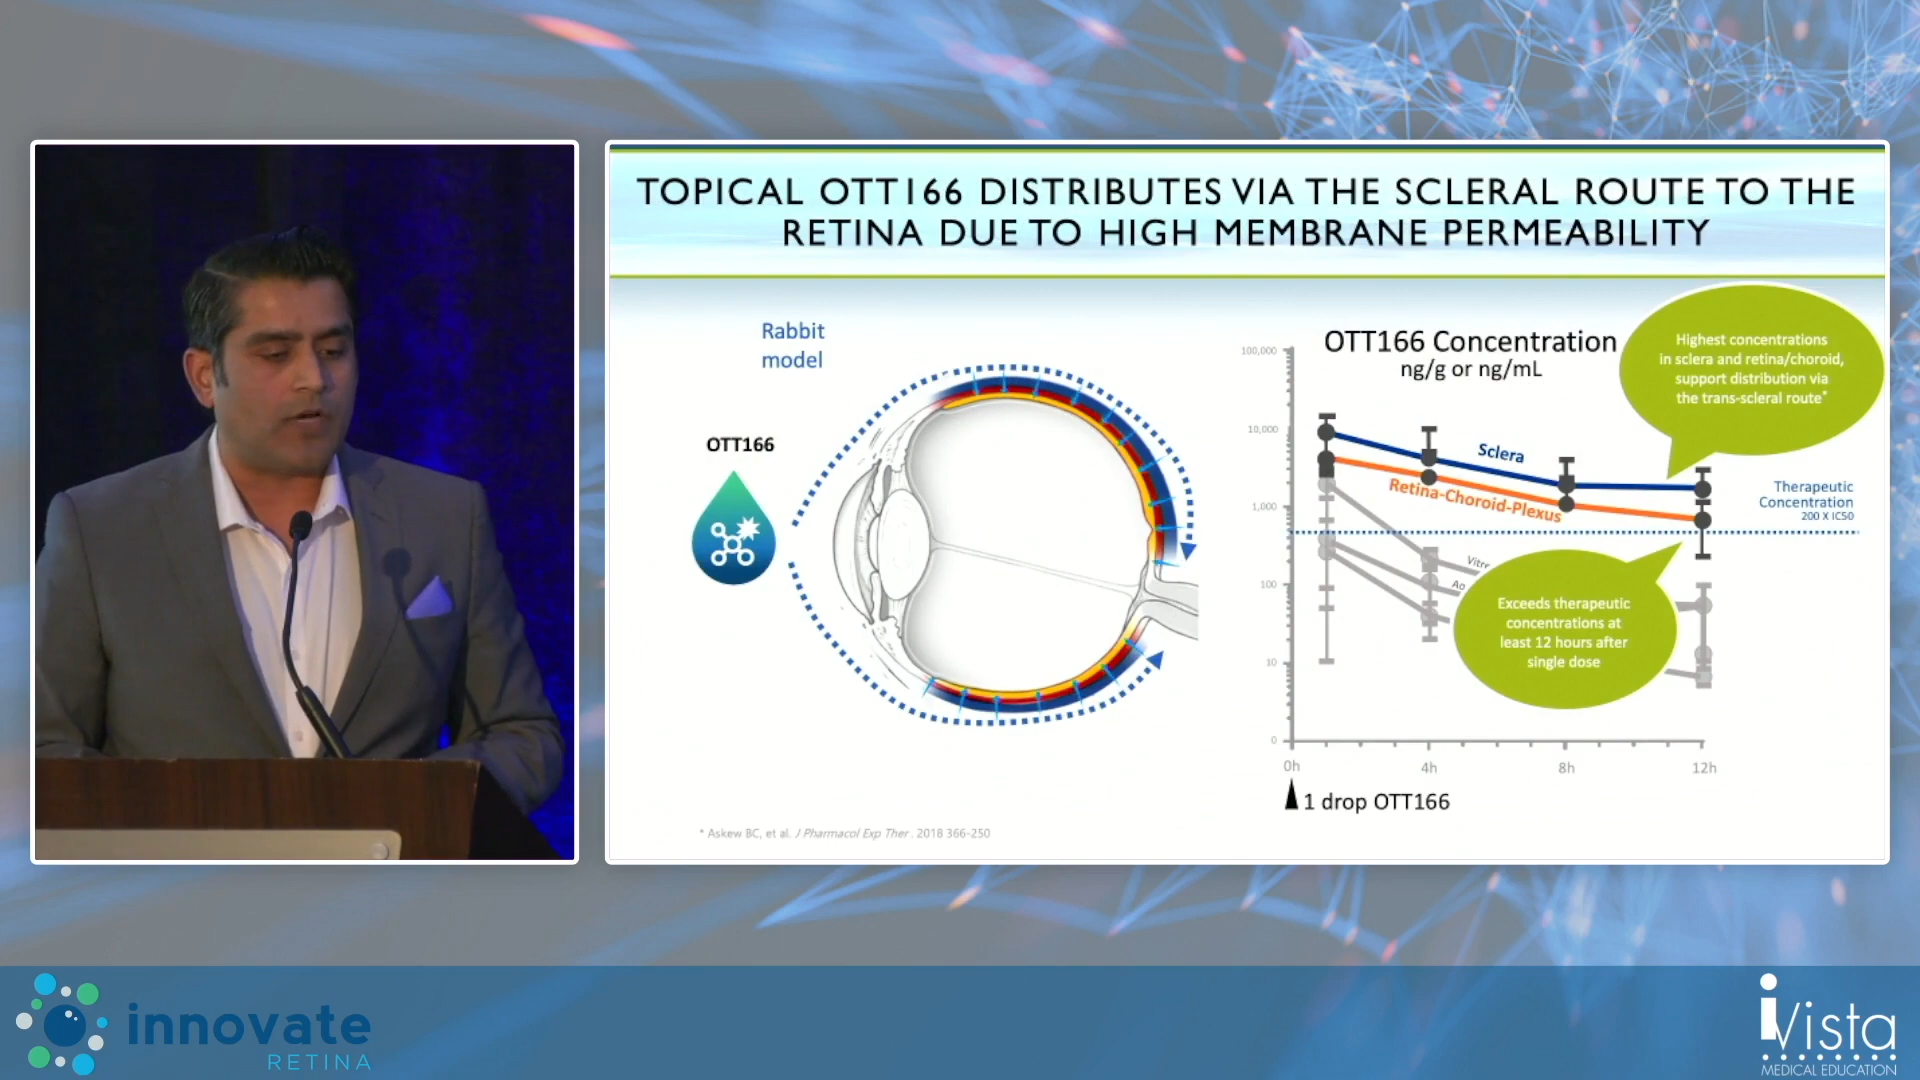 TOPICAL OTT166 DISTRIBUTES VIA THE SCLERAL ROUTE TO THE
RETINA DUE TO HIGH MEMBRANE PERMEABILITY
Rabbit
model
OTT166
OTT166 Concentration
ng/g or ng/mL
Highest concentrations
in sclera and retina/choroid,
support distribution via
the trans-scleral route*
100,000
10,000
1,000
100
10
0
Sclera
Retina-Choroid-Plexus
Therapeutic
Concentration
200 X IC50
Exceeds therapeutic
concentrations at
least 12 hours after
single dose
0h
4h
8h
12h
1 drop OTT166
* Askew BC, et al. J Pharmacol Exp Ther . 2018 366-250
innovate
RETINA
iVista
MEDICAL EDUCATION